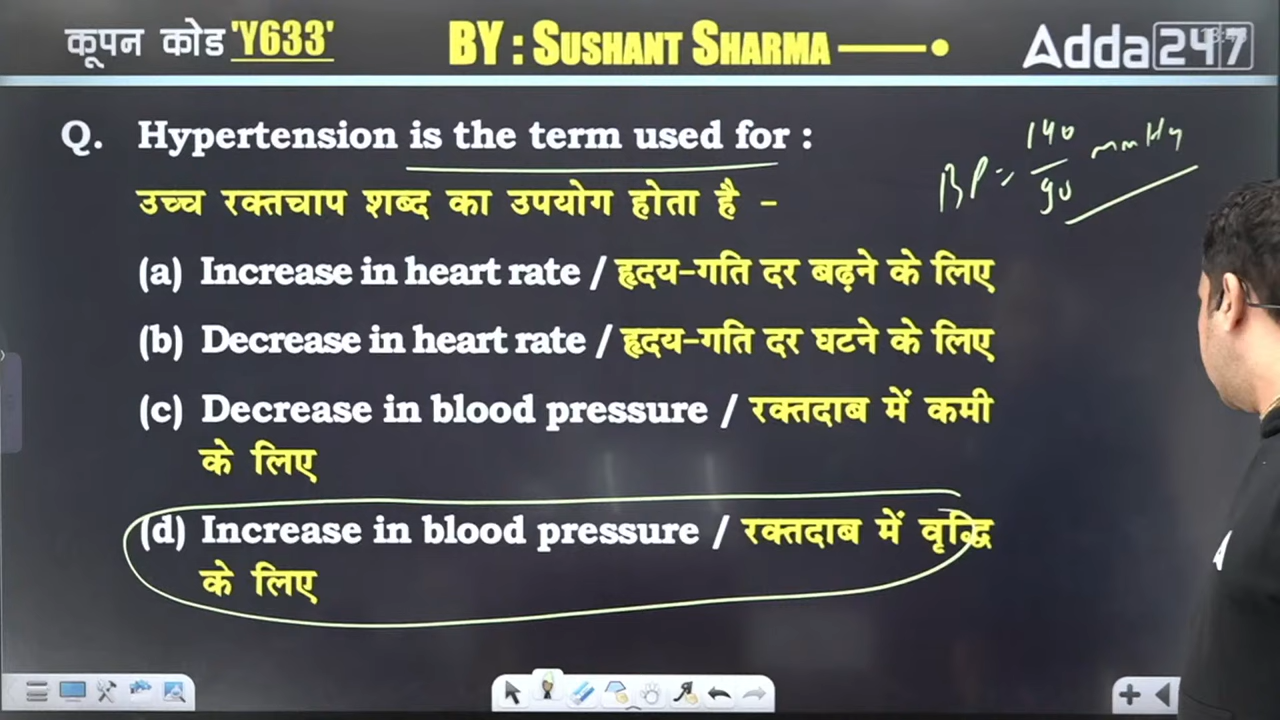 कूपन कोड 'Y633'
BY : SUSHANT SHARMA
Adda247
Q. Hypertension is the term used for :
BP = 140/90 mmHg
उच्च रक्तचाप शब्द का उपयोग होता है –
(a) Increase in heart rate / हृदय-गति दर बढ़ने के लिए
(b) Decrease in heart rate / हृदय-गति दर घटने के लिए
(c) Decrease in blood pressure / रक्तदाब में कमी
के लिए
(d) Increase in blood pressure / रक्तदाब में वृद्धि
के लिए